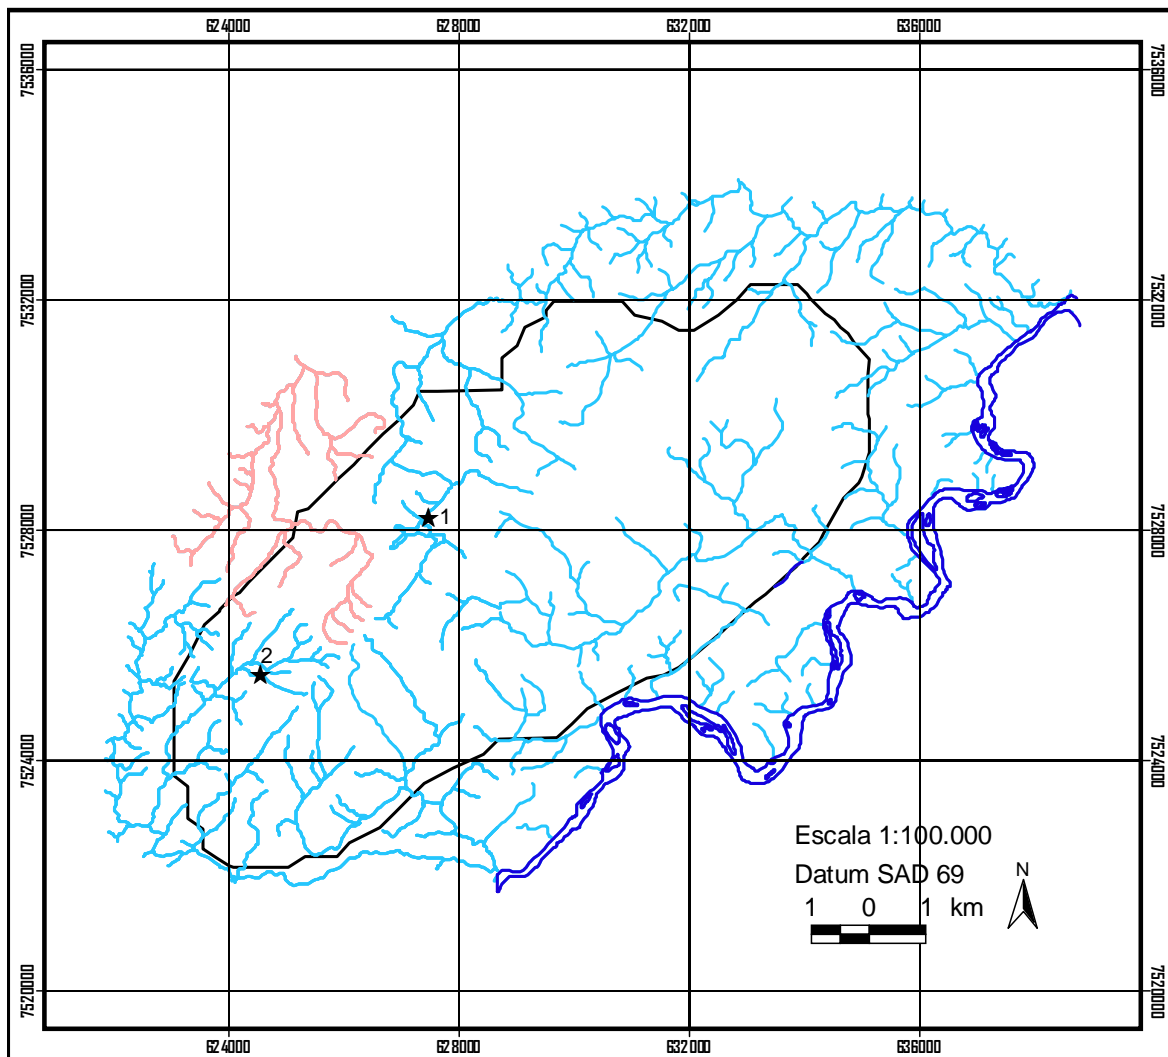 624000 628000 632000 636000
7536000 7536000
7532000 7532000
1
7528000 7528000
2
7524000 7524000
Escala 1:100.000
Datum SAD 69
N
1 0 1 km
7520000 7520000
624000 628000 632000 636000